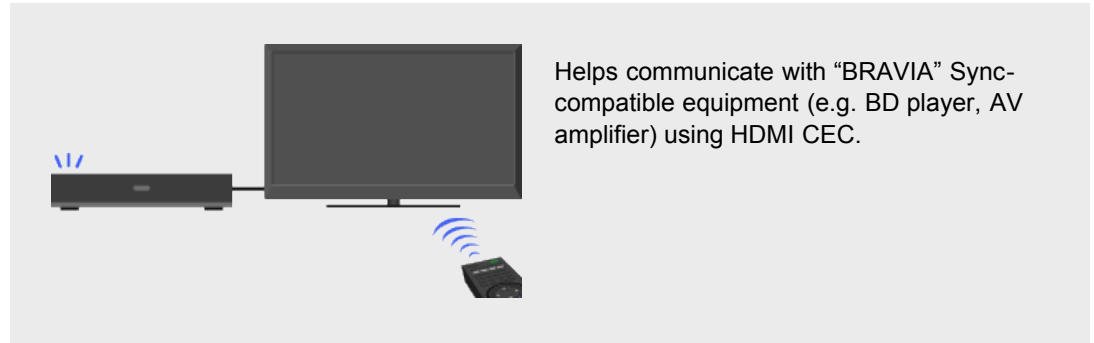 Helps communicate with “BRAVIA” Sync-
compatible equipment (e.g. BD player, AV
amplifier) using HDMI CEC.